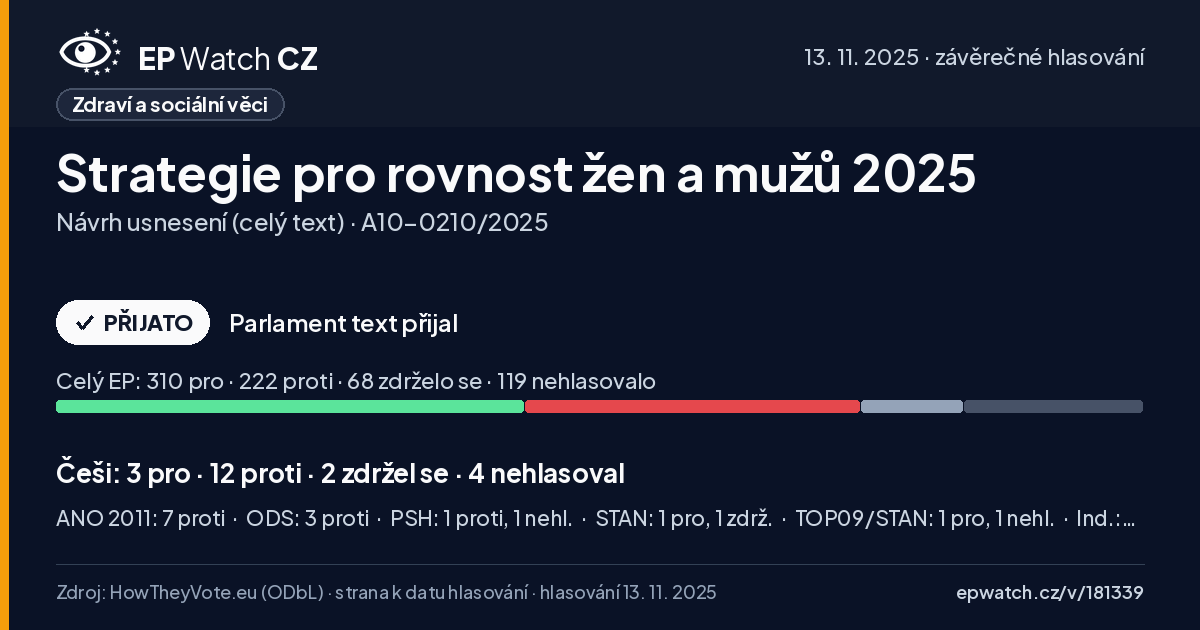 EP Watch CZ
13. 11. 2025 · závěrečné hlasování
Zdraví a sociální věci
Strategie pro rovnost žen a mužů 2025
Návrh usnesení (celý text) · A10–0210/2025
✓ PŘIJATO
Parlament text přijal
Celý EP: 310 pro · 222 proti · 68 zdrželo se · 119 nehlasovalo
Češi: 3 pro · 12 proti · 2 zdržel se · 4 nehlasoval
ANO 2011: 7 proti · ODS: 3 proti · PSH: 1 proti, 1 nehl. · STAN: 1 pro, 1 zdrž. · TOP09/STAN: 1 pro, 1 nehl. · Ind.:…
Zdroj: HowTheyVote.eu (ODbL) · strana k datu hlasování · hlasování 13. 11. 2025
epwatch.cz/v/181339